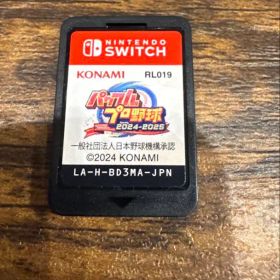 NINTENDO
SWITCH
KONAMI RL019
パワフル
プロ野球
2024-2025
一般社団法人日本野球機構承認
©2024 KONAMI
LA-H-BD3MA-JPN